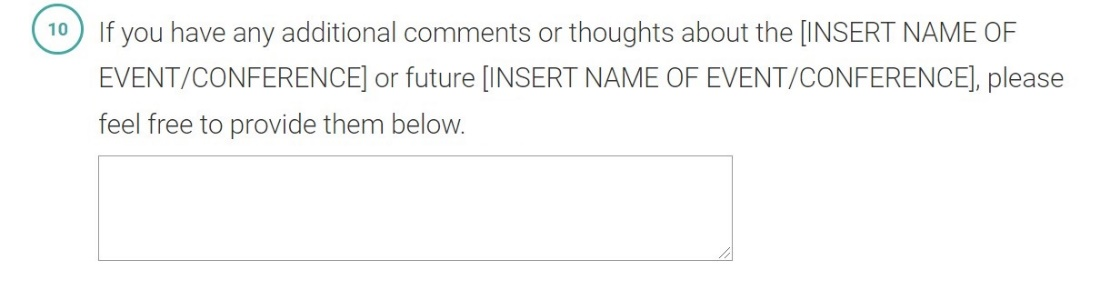 10 If you have any additional comments or thoughts about the [INSERT NAME OF
EVENT/CONFERENCE] or future [INSERT NAME OF EVENT/CONFERENCE], please
feel free to provide them below.